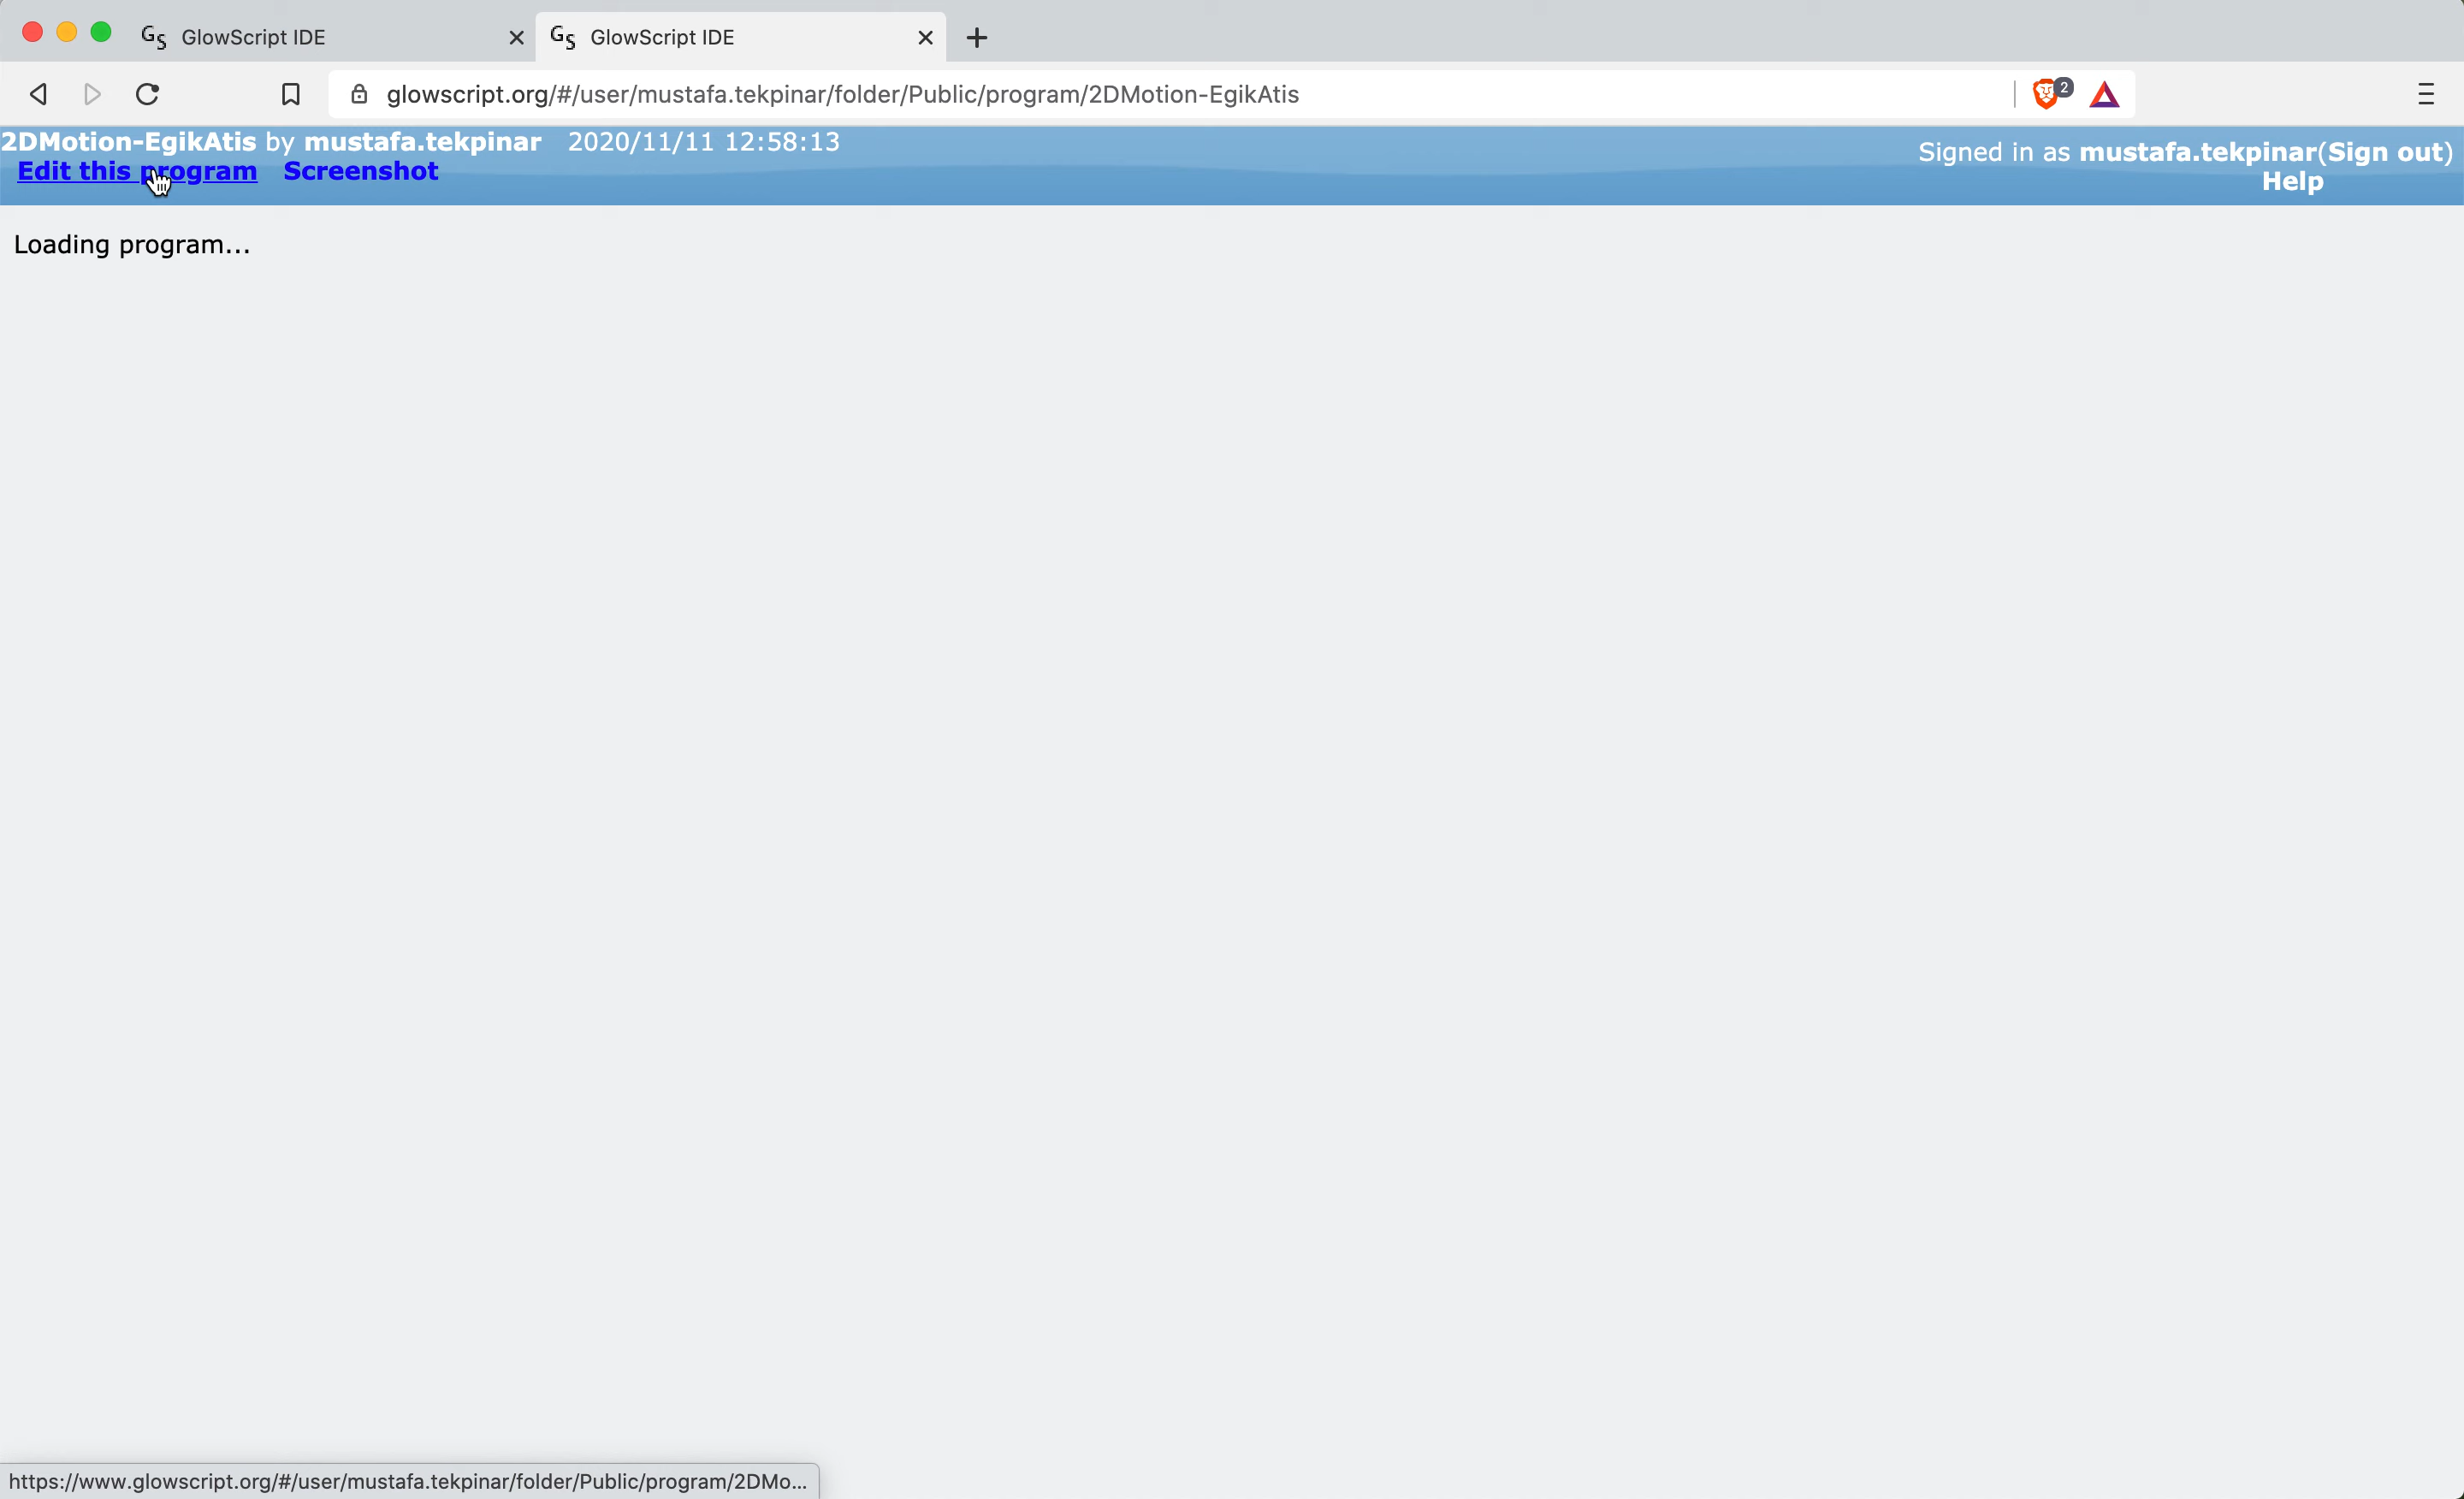 GlowScript IDE
GlowScript IDE
glowscript.org/#/user/mustafa.tekpinar/folder/Public/program/2DMotion-EgikAtis
2
2DMotion-EgikAtis by mustafa.tekpinar 2020/11/11 12:58:13
Signed in as mustafa.tekpinar(Sign out)
Edit this program Screenshot
Help
Loading program...
https://www.glowscript.org/#/user/mustafa.tekpinar/folder/Public/program/2DMo...